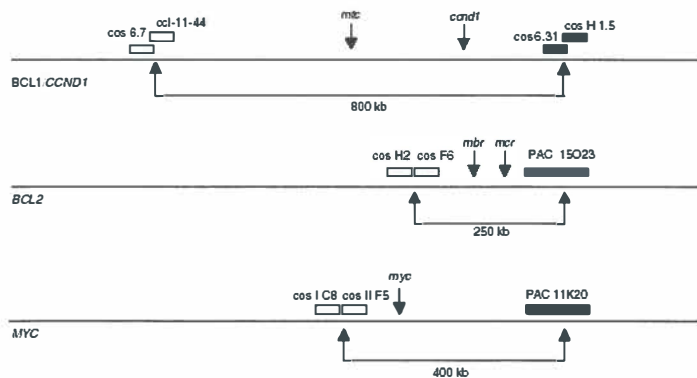 mtc
ccnd1
ccl-11-44
cos 6.7
cos6.31
cos H 1.5
BCL1/CCND1
800 kb
mbr
mcr
cos H2
cos F6
PAC 15O23
BCL2
250 kb
myc
cos I C8
cos II F5
PAC 11K20
MYC
400 kb